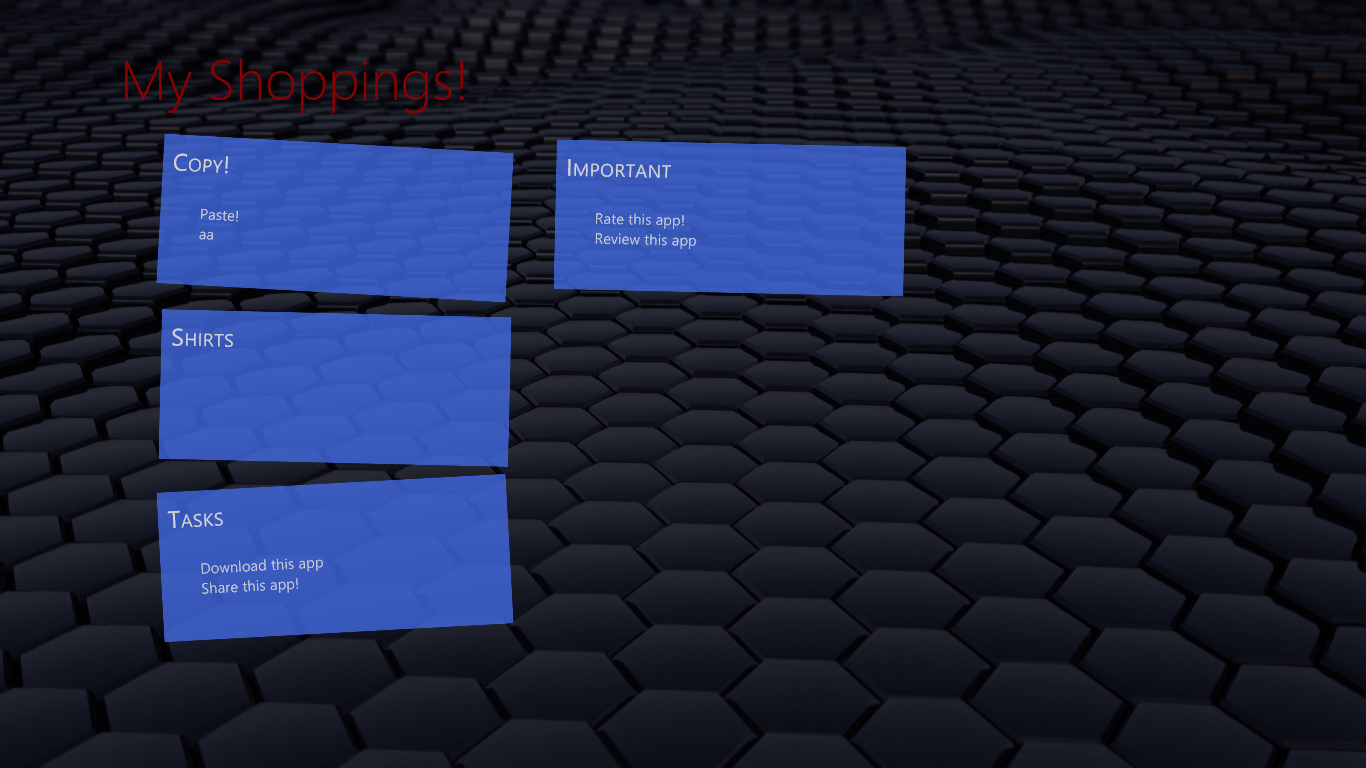 My Shoppings!
Copy!
Paste!
aa
Shirts
Tasks
Download this app
Share this app!
Important
Rate this app!
Review this app